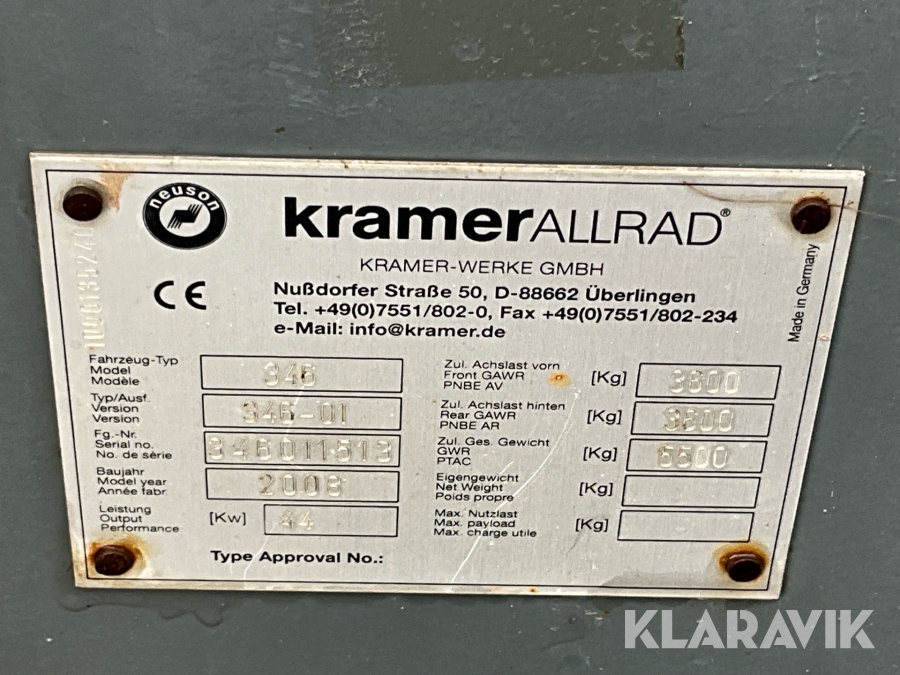 neuson
kramerALLRAD®
KRAMER-WERKE GMBH
Nußdorfer Straße 50, D-88662 Überlingen
Tel. +49(0)7551/802-0, Fax +49(0)7551/802-234
e-Mail: info@kramer.de
CE
Made in Germany
Fahrzeug-Typ
Model
Modèle
346
Typ/Ausf.
Version
Version
346-01
Fg.-Nr.
Serial no.
No. de série
346011513
Baujahr
Model year
Année fabr.
2008
Leistung
Output
Performance
[Kw]
44
Zul. Achslast vorn
Front GAWR
PNBE AV
[Kg]
Zul. Achslast hinten
Rear GAWR
PNBE AR
[Kg]
Zul. Ges. Gewicht
GWR
PTAC
[Kg]
5500
Eigengewicht
Net Weight
Poids propre
[Kg]
Max. Nutzlast
Max. payload
Max. charge utile
[Kg]
Type Approval No.:
KLARAVIK